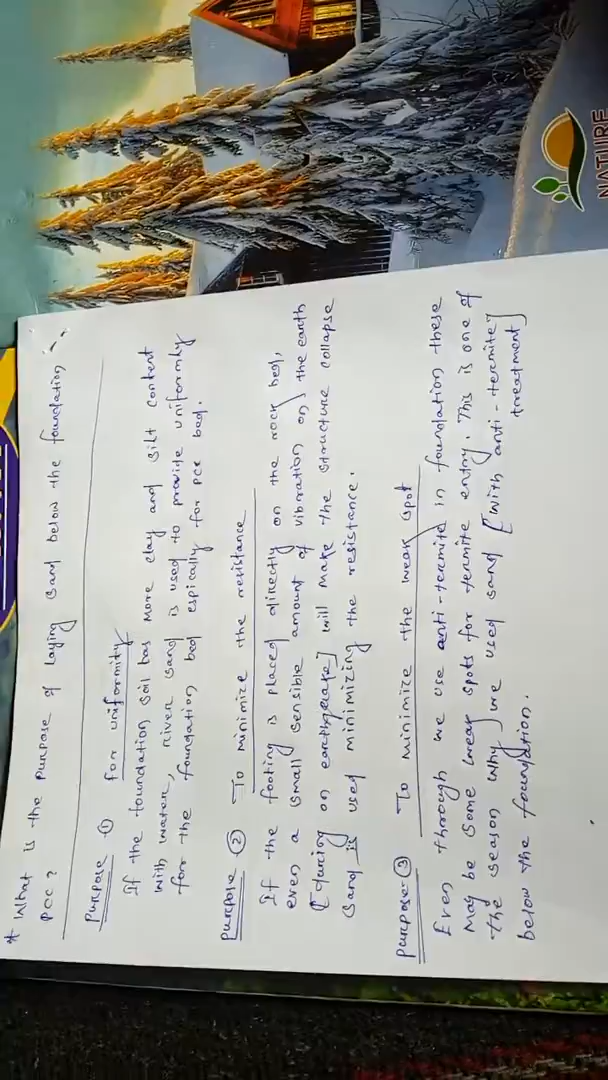 * What is the purpose of laying sand below the foundation
PCC?
Purpose ① for uniformity
If the foundation soil has more clay and silt content
with water, river sand is used to provide uniformly
for the foundation bed espically for pcc bed.
Purpose ② To minimize the resistance
If the footing is placed directly on the rock bed,
even a small sensible amount of vibration on the earth
[during on earthquake] will make the structure collapse
sand is used minimizing the resistance.
purpose-③ To minimize the weak spot
Even through we use anti-termite in foundation these
may be some weak spots for termite entry. This is one of
the season why we used sand [with anti-termite
treatment]
below the foundation.
NATURE